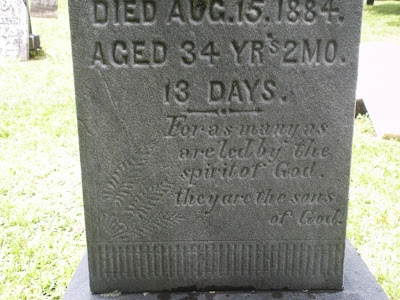 DIED AUG. 15. 1884.
AGED 34 YR'S 2 MO.
13 DAYS.
For as many as
are led by the
spirit of God.
they are the sons
of God.